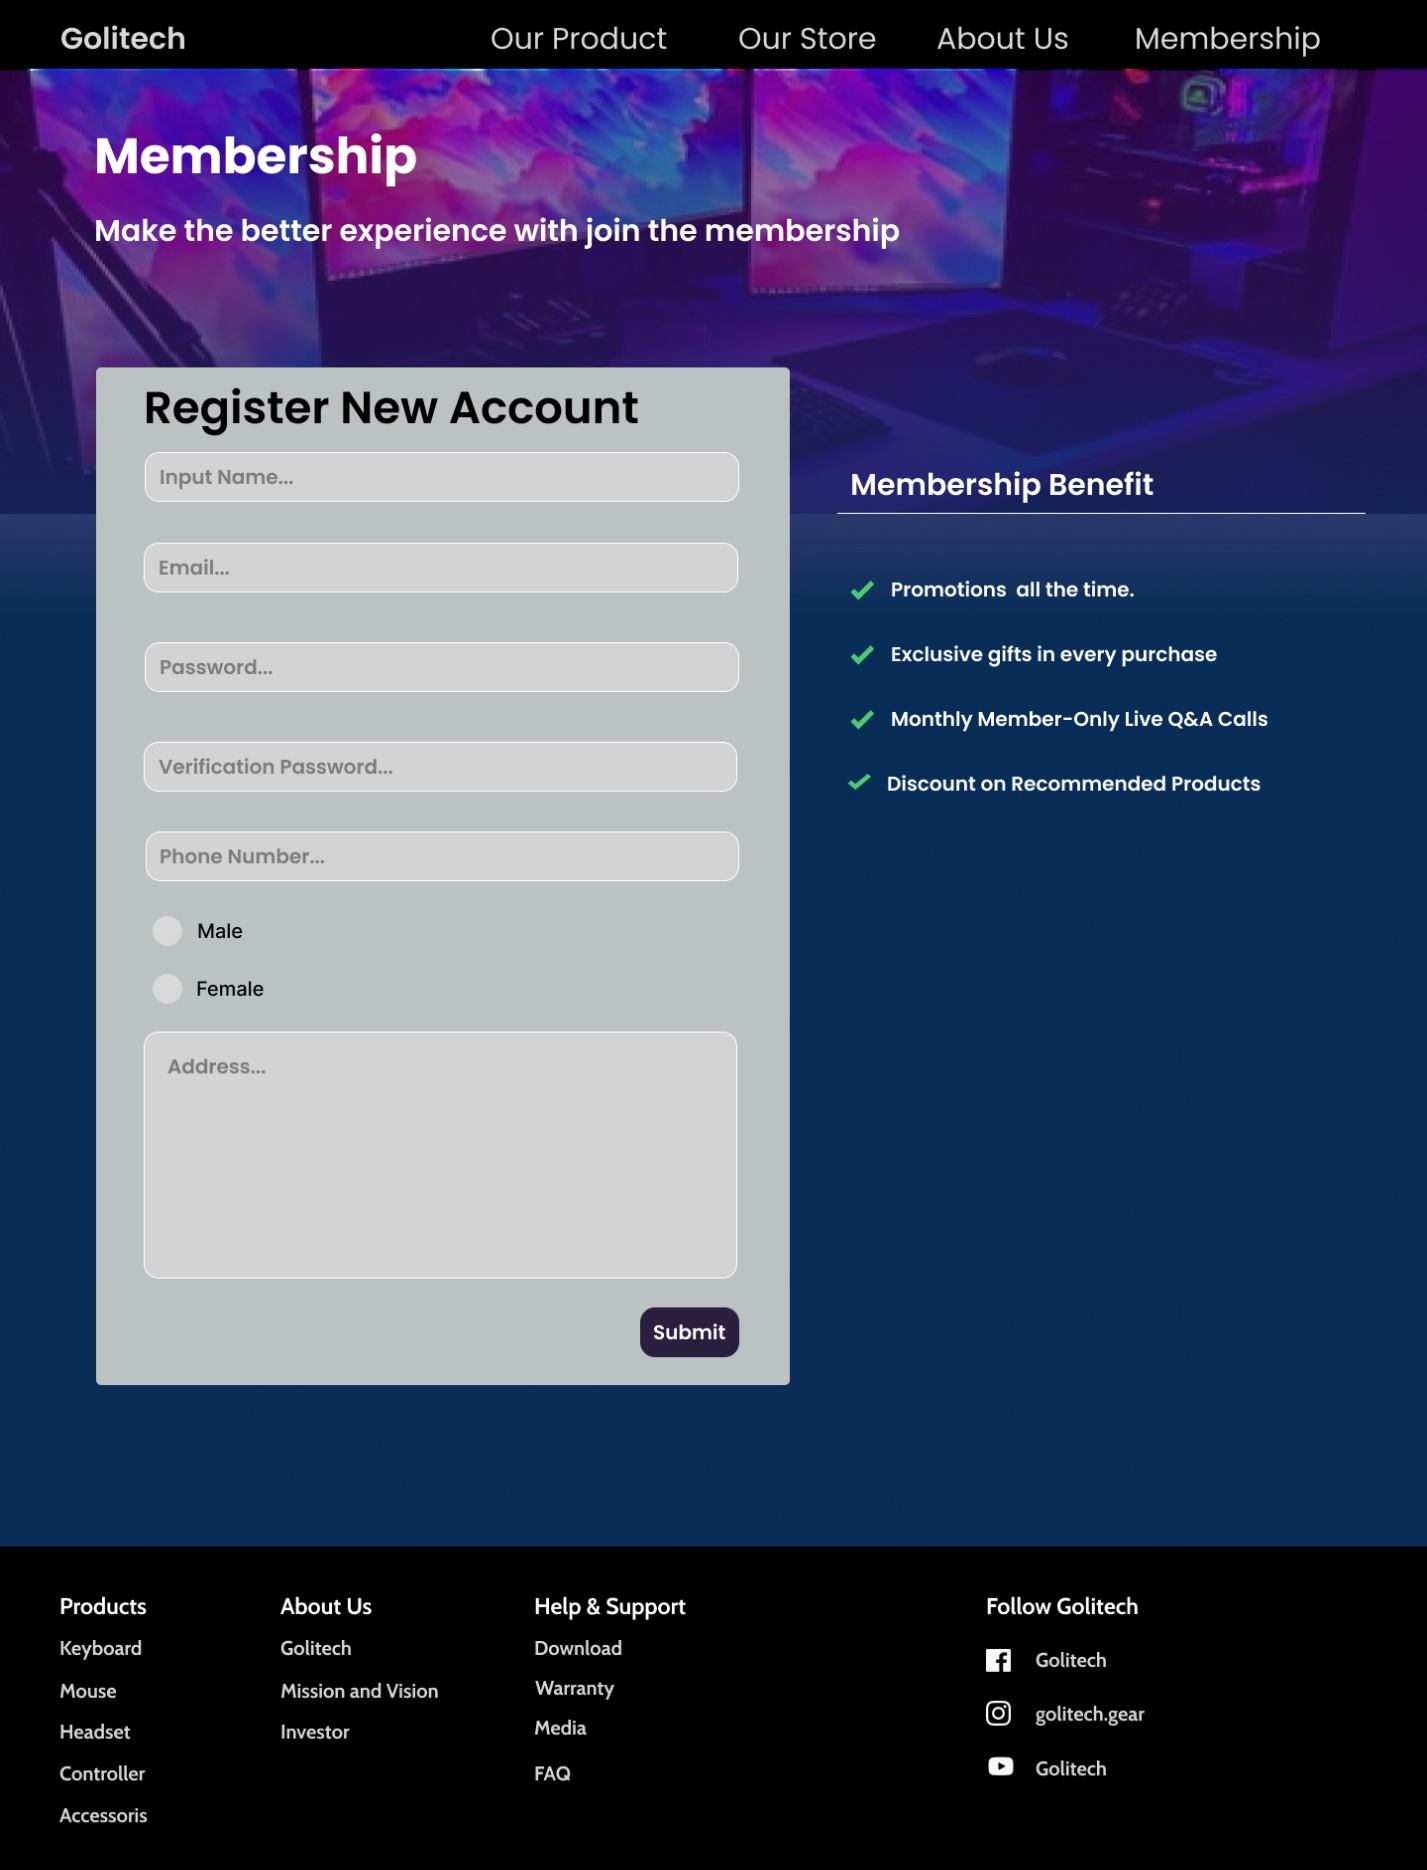 Golitech
Our Product
Our Store
About Us
Membership
Membership
Make the better experience with join the membership
Register New Account
Input Name...
Email...
Password...
Verification Password...
Phone Number...
Male
Female
Address...
Submit
Membership Benefit
Promotions  all the time.
Exclusive gifts in every purchase
Monthly Member-Only Live Q&A Calls
Discount on Recommended Products
Products
Keyboard
Mouse
Headset
Controller
Accessoris
About Us
Golitech
Mission and Vision
Investor
Help & Support
Download
Warranty
Media
FAQ
Follow Golitech
Golitech
golitech.gear
Golitech